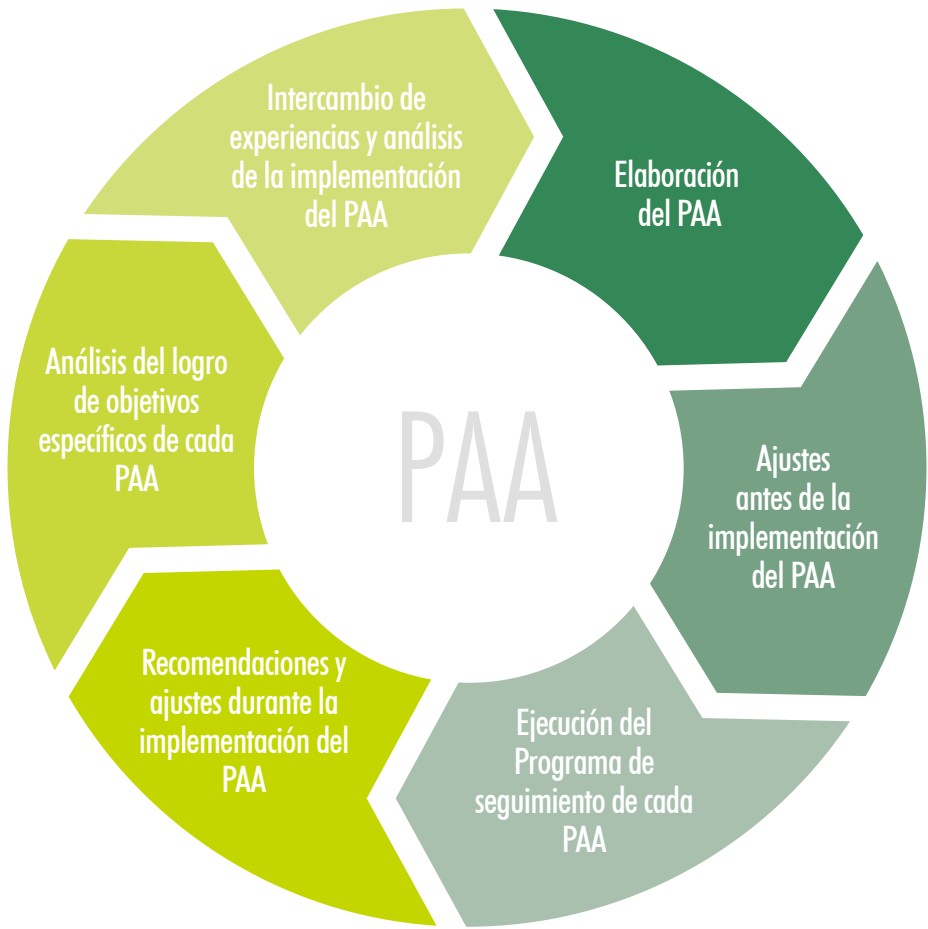 Intercambio de
experiencias y análisis
de la implementación
del PAA
Elaboración
del PAA
Ajustes
antes de la
implementación
del PAA
Ejecución del
Programa de
seguimiento de cada
PAA
Recomendaciones y
ajustes durante la
implementación del
PAA
Análisis del logro
de objetivos
específicos de cada
PAA
PAA